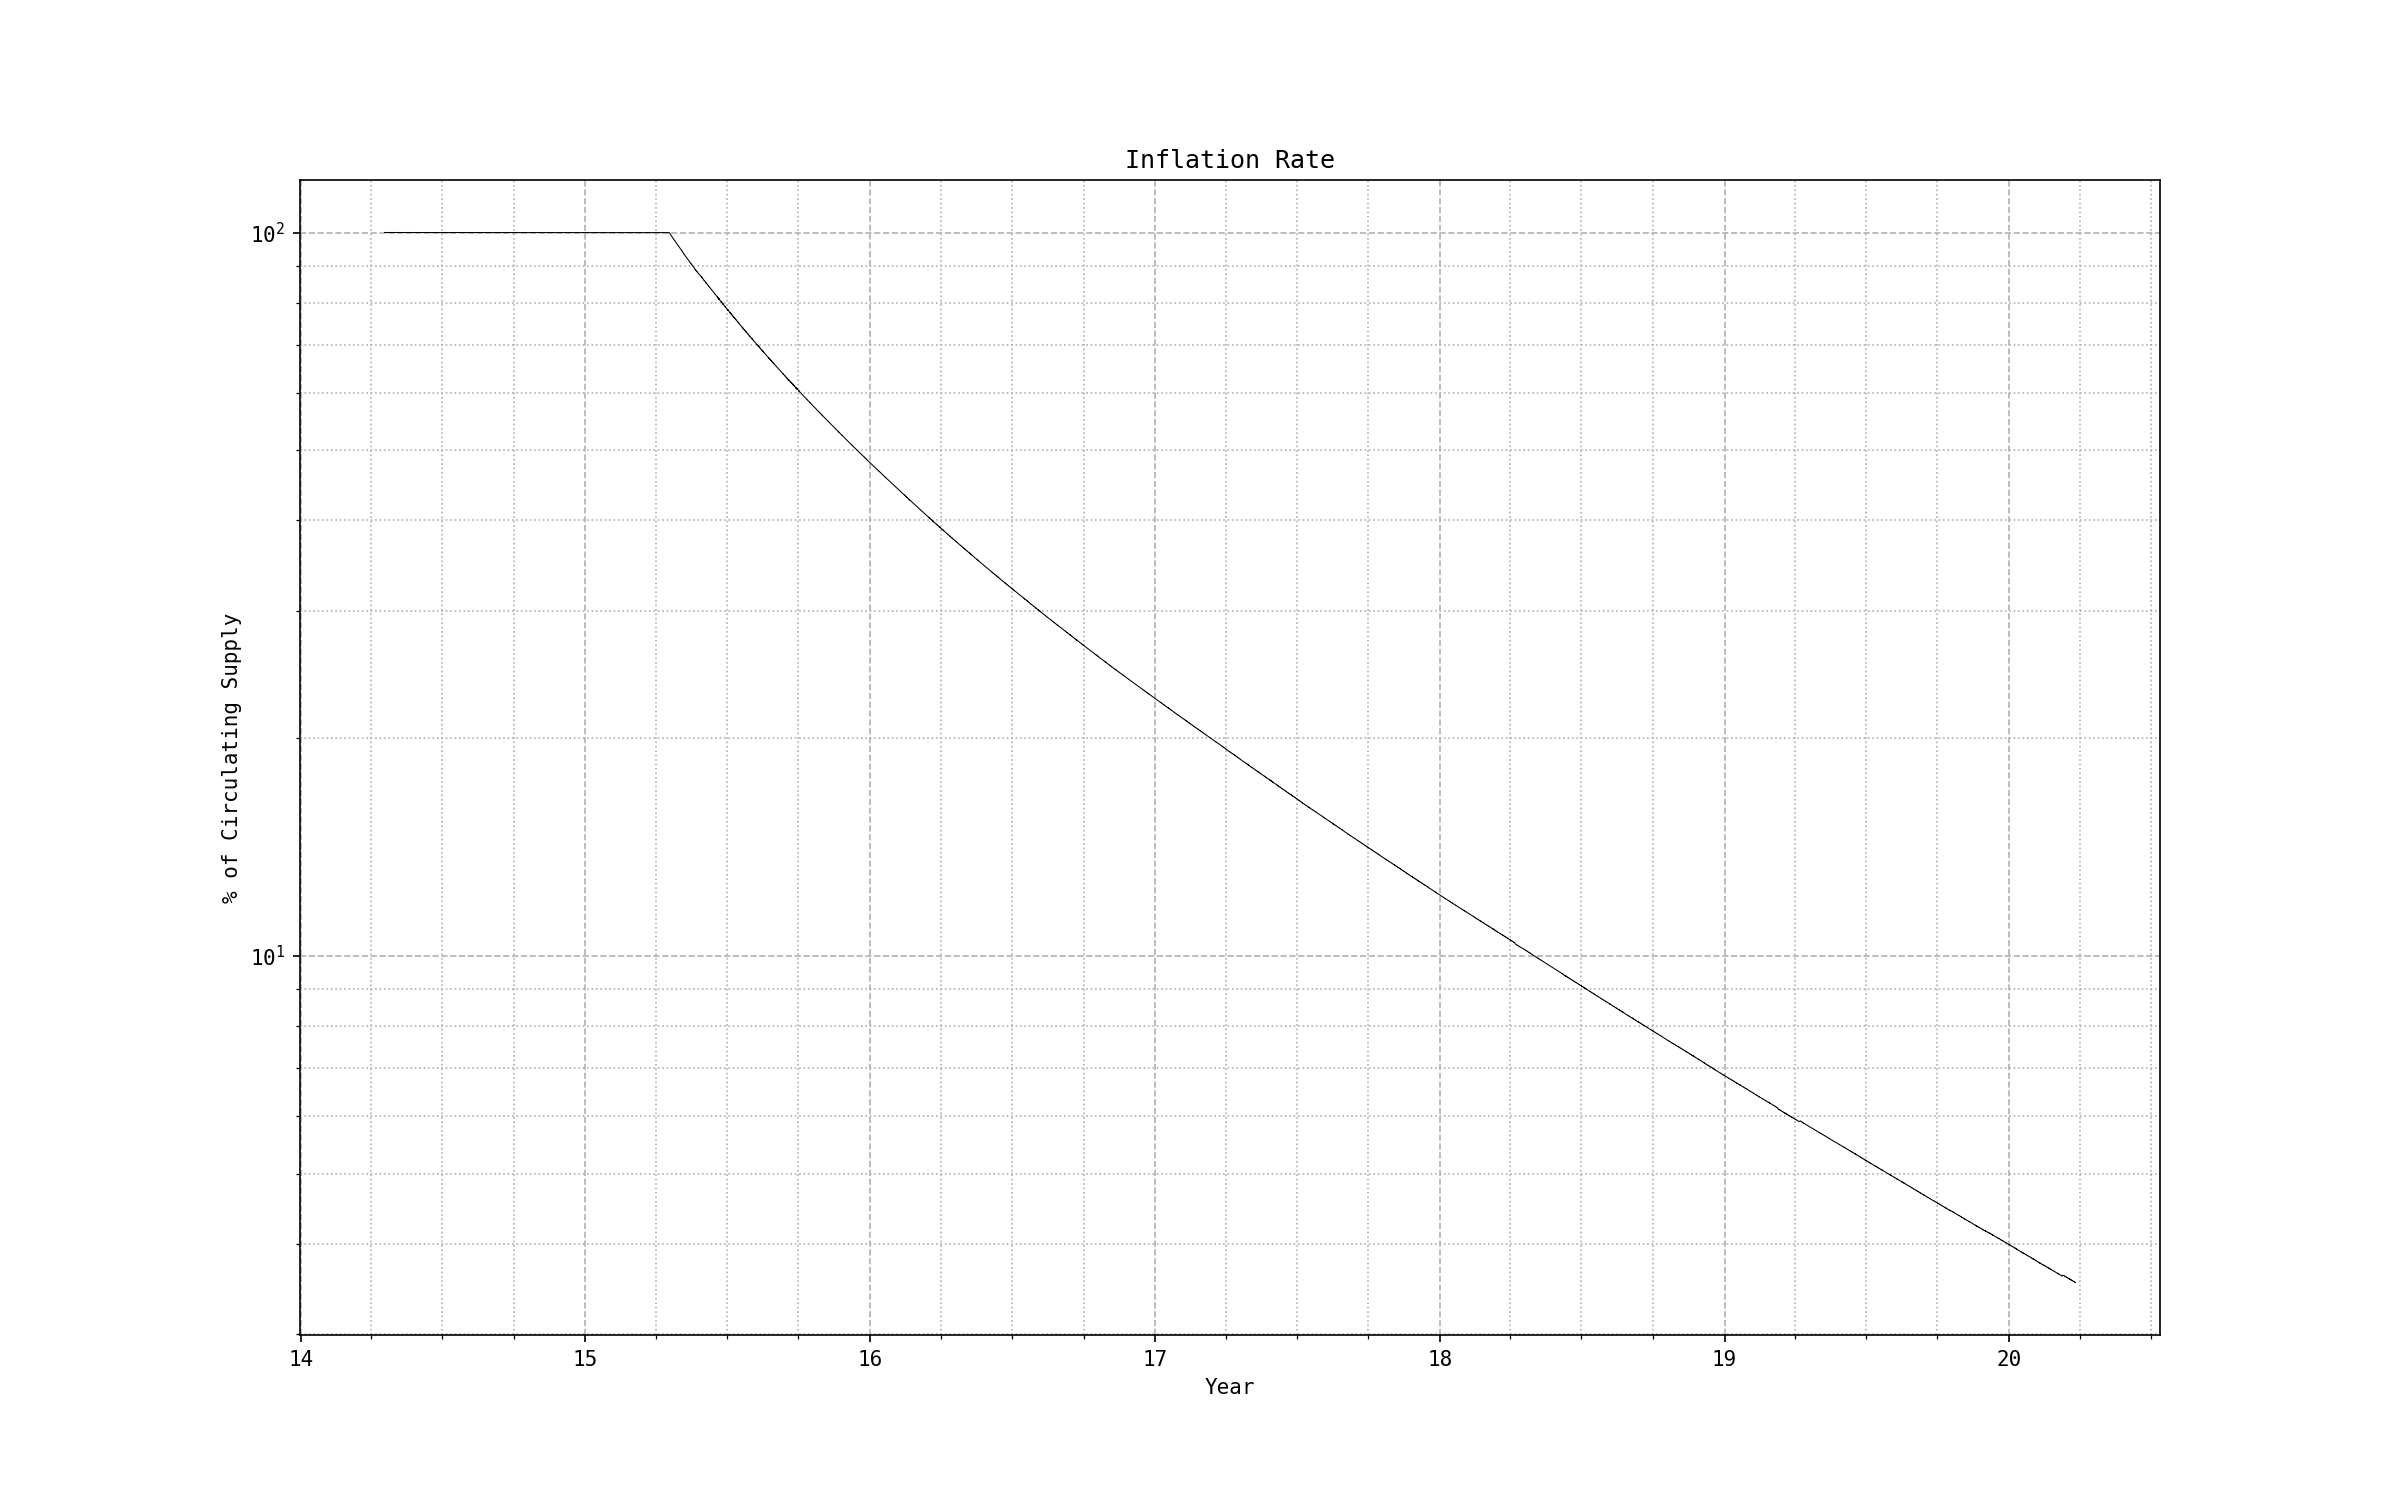 Inflation Rate
10²
% of Circulating Supply
10¹
14 15 16 17 18 19 20
Year